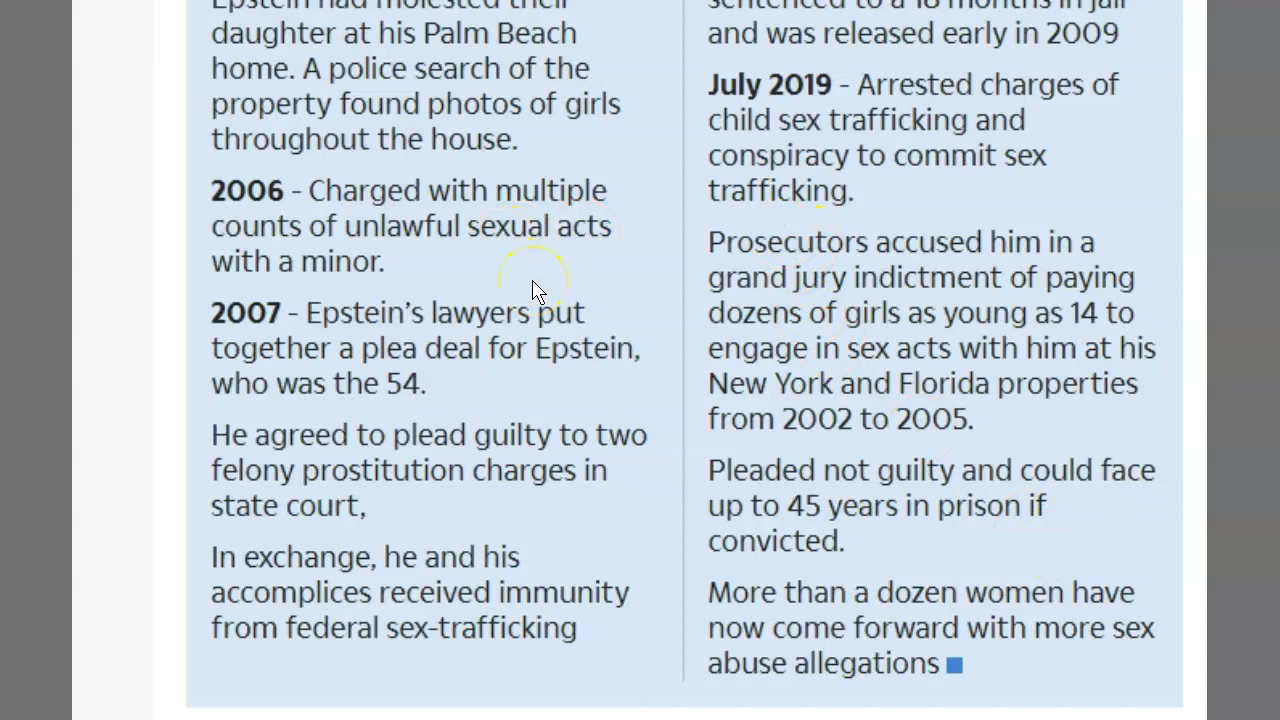 Epstein had molested their
daughter at his Palm Beach
home. A police search of the
property found photos of girls
throughout the house.
2006 - Charged with multiple
counts of unlawful sexual acts
with a minor.
2007 - Epstein’s lawyers put
together a plea deal for Epstein,
who was the 54.
He agreed to plead guilty to two
felony prostitution charges in
state court,
In exchange, he and his
accomplices received immunity
from federal sex-trafficking
sentenced to a 18 months in jail
and was released early in 2009
July 2019 - Arrested charges of
child sex trafficking and
conspiracy to commit sex
trafficking.
Prosecutors accused him in a
grand jury indictment of paying
dozens of girls as young as 14 to
engage in sex acts with him at his
New York and Florida properties
from 2002 to 2005.
Pleaded not guilty and could face
up to 45 years in prison if
convicted.
More than a dozen women have
now come forward with more sex
abuse allegations